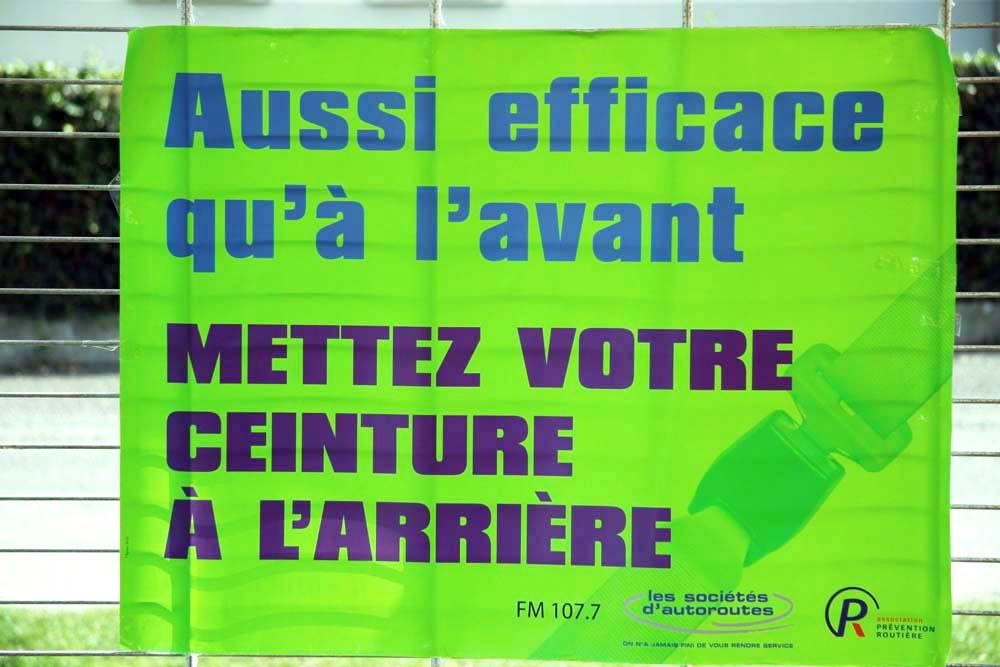 Aussi efficace
qu'à l'avant
METTEZ VOTRE
CEINTURE
À L'ARRIÈRE
FM 107.7
les sociétés
d'autoroutes
ON N'A JAMAIS FINI DE VOUS RENDRE SERVICE
association
PRÉVENTION
ROUTIÈRE